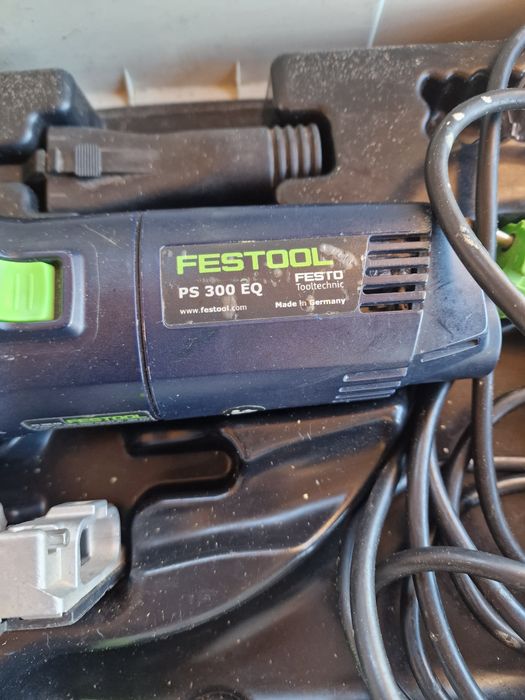 FESTOOL
PS 300 EQ
FESTO
Tooltechnic
www.festool.com
Made in Germany
FESTOOL